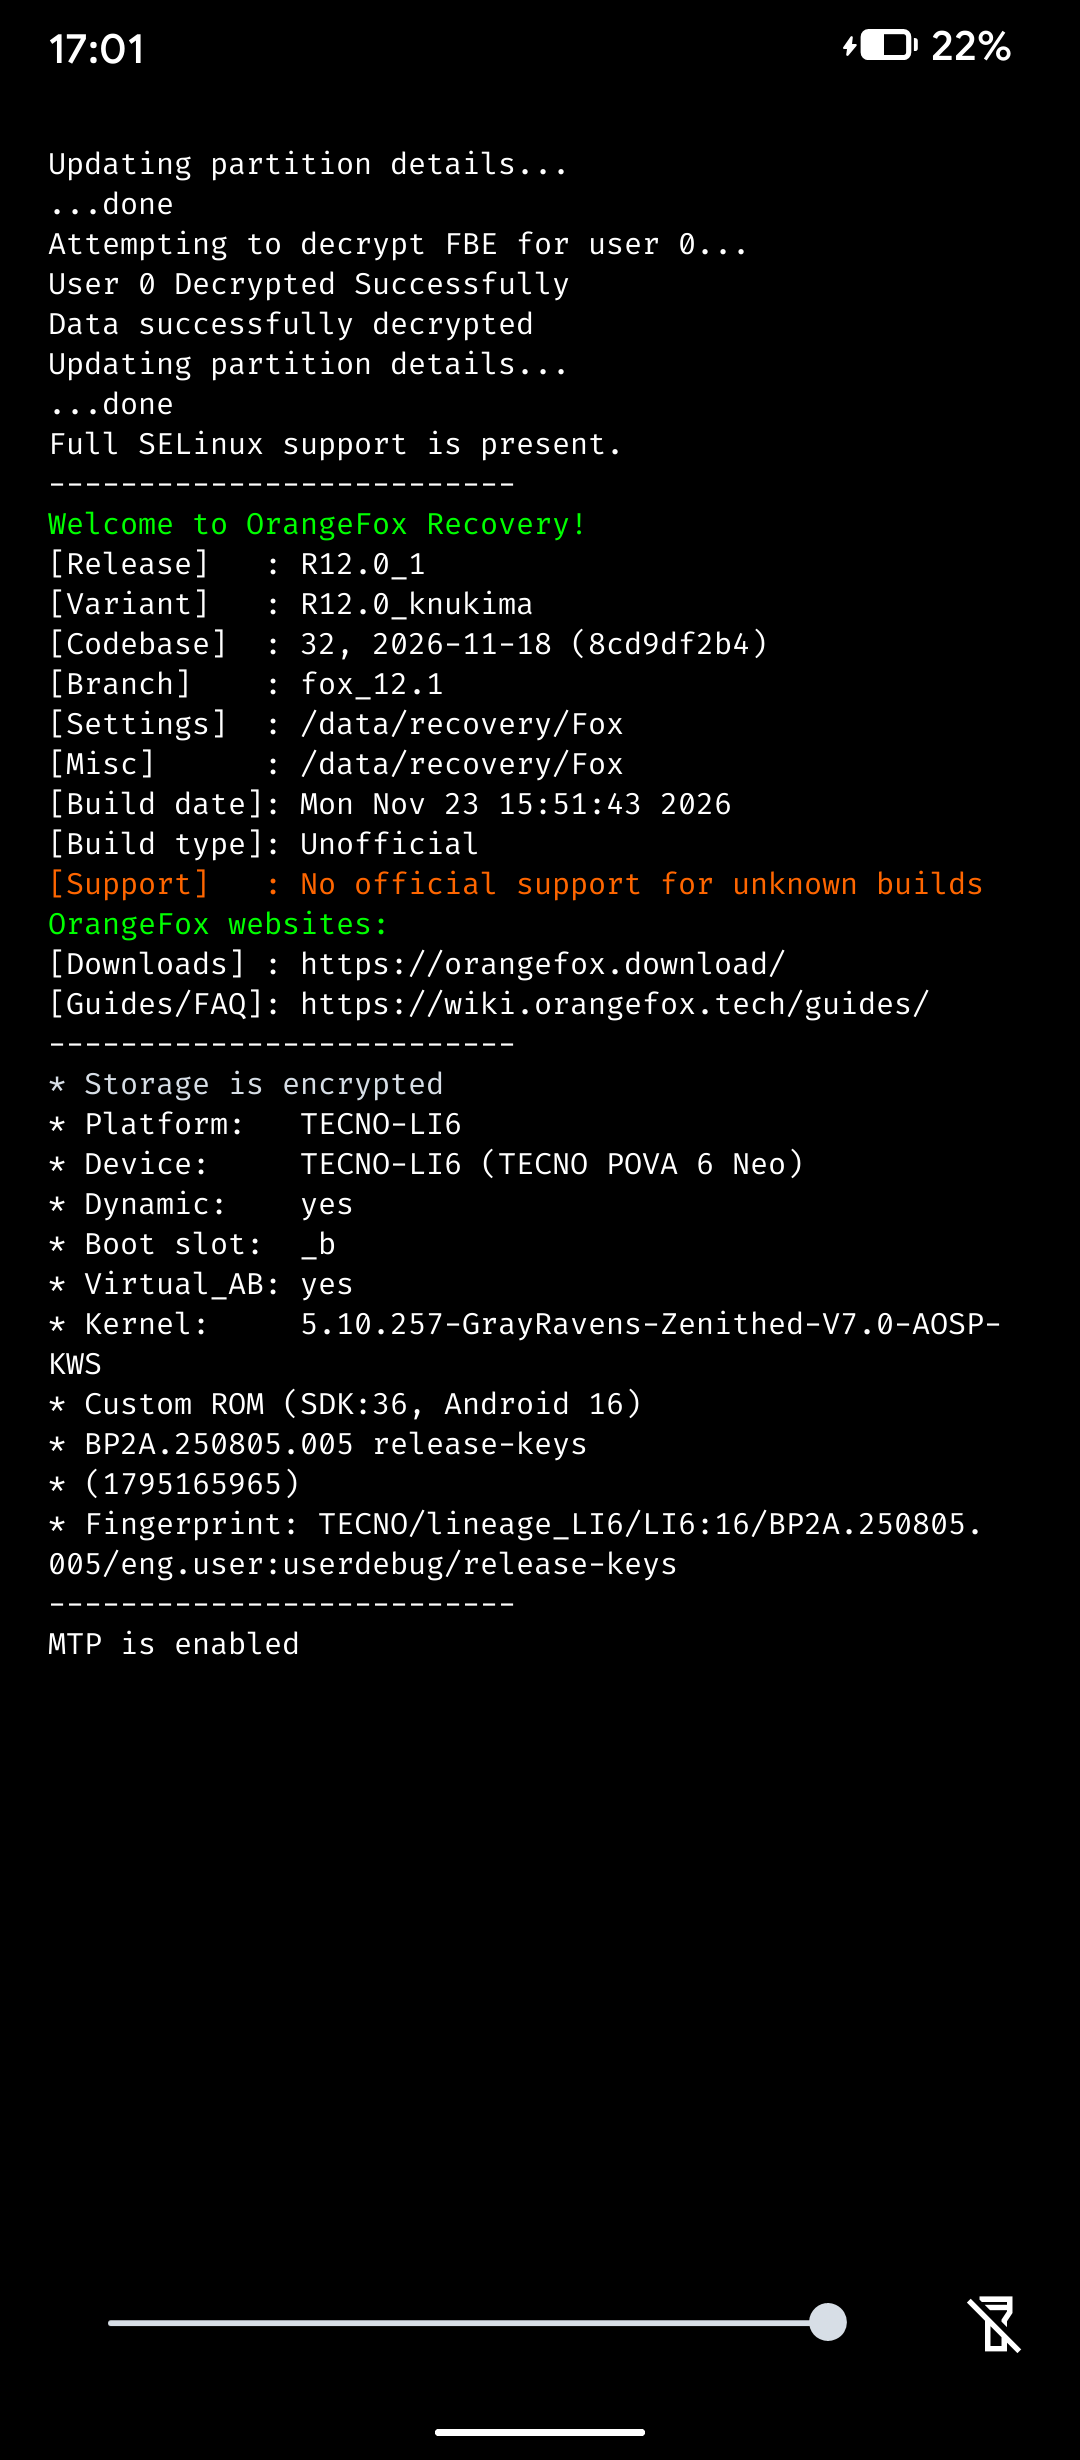 17:01 22%
Updating partition details...
...done
Attempting to decrypt FBE for user 0...
User 0 Decrypted Successfully
Data successfully decrypted
Updating partition details...
...done
Full SELinux support is present.
--------------------------
Welcome to OrangeFox Recovery!
[Release]   : R12.0_1
[Variant]   : R12.0_knukima
[Codebase]  : 32, 2026-11-18 (8cd9df2b4)
[Branch]    : fox_12.1
[Settings]  : /data/recovery/Fox
[Misc]      : /data/recovery/Fox
[Build date]: Mon Nov 23 15:51:43 2026
[Build type]: Unofficial
[Support]   : No official support for unknown builds
OrangeFox websites:
[Downloads] : https://orangefox.download/
[Guides/FAQ]: https://wiki.orangefox.tech/guides/
--------------------------
* Storage is encrypted
* Platform:   TECNO-LI6
* Device:     TECNO-LI6 (TECNO POVA 6 Neo)
* Dynamic:    yes
* Boot slot:  _b
* Virtual_AB: yes
* Kernel:     5.10.257-GrayRavens-Zenithed-V7.0-AOSP-
KWS
* Custom ROM (SDK:36, Android 16)
* BP2A.250805.005 release-keys
* (1795165965)
* Fingerprint: TECNO/lineage_LI6/LI6:16/BP2A.250805.
005/eng.user:userdebug/release-keys
--------------------------
MTP is enabled